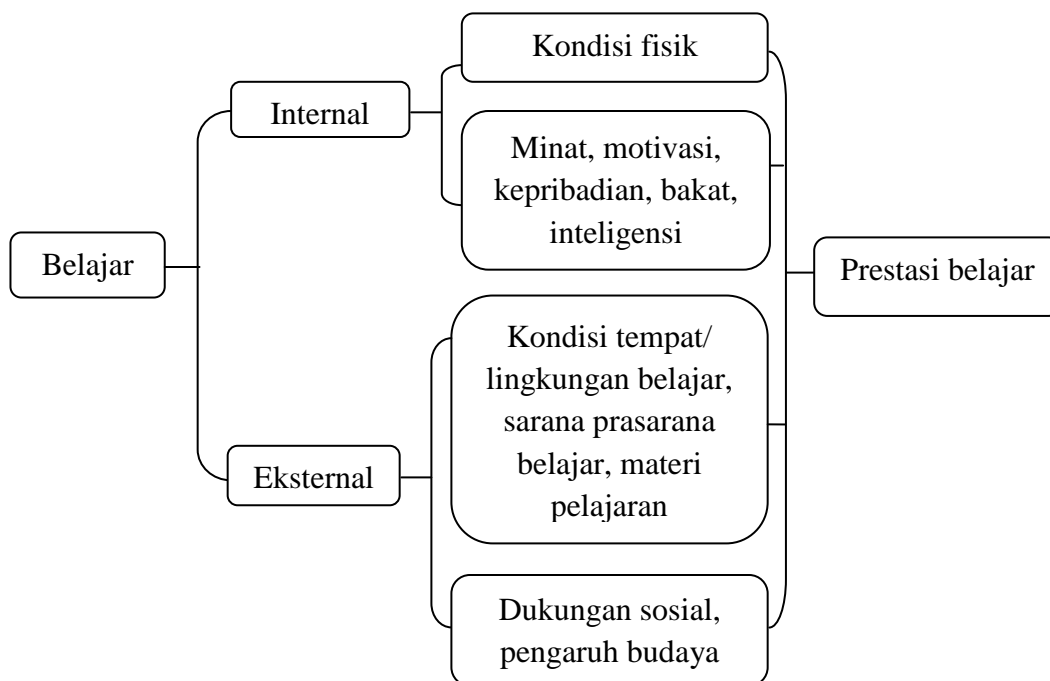 Kondisi fisik
Internal
Minat, motivasi,
kepribadian, bakat,
inteligensi
Belajar
Prestasi belajar
Kondisi tempat/
lingkungan belajar,
sarana prasarana
belajar, materi
pelajaran
Eksternal
Dukungan sosial,
pengaruh budaya